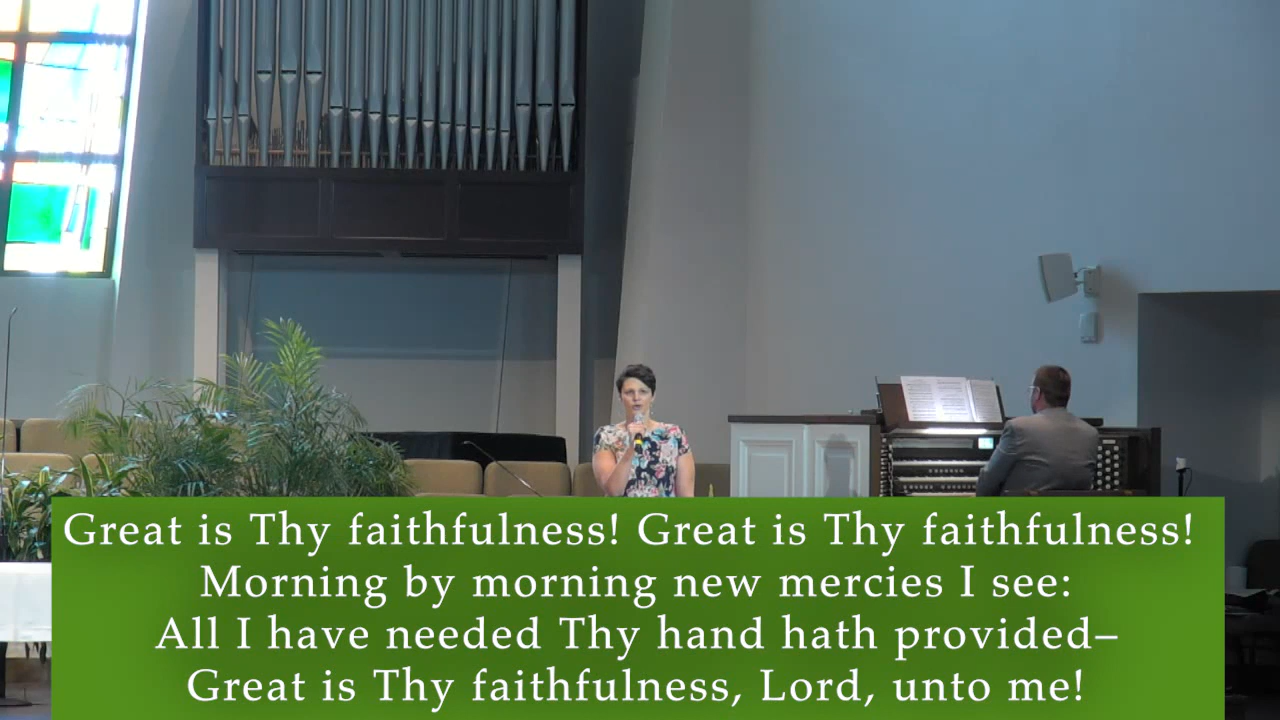 Great is Thy faithfulness! Great is Thy faithfulness!
Morning by morning new mercies I see:
All I have needed Thy hand hath provided–
Great is Thy faithfulness, Lord, unto me!